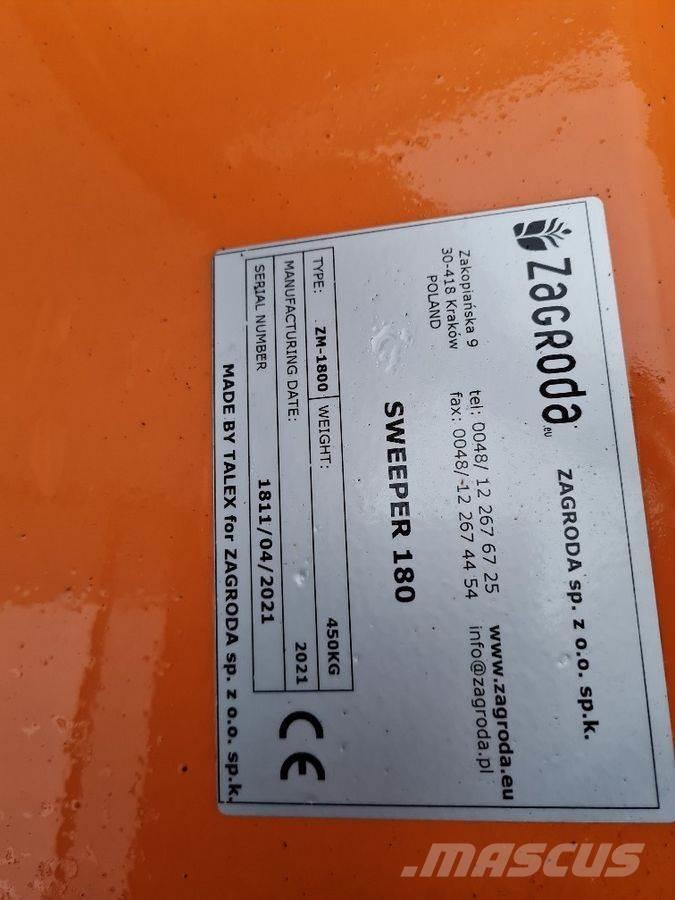 ZaGRoda.eu
ZAGRODA sp. z o.o. sp.k.
Zakopiańska 9
30-418 Kraków
POLAND
tel: 0048/ 12 267 67 25
fax: 0048/ 12 267 44 54
www.zagroda.eu
info@zagroda.pl
SWEEPER 180
TYPE: ZM-1800 WEIGHT: 450KG
MANUFACTURING DATE: 2021
SERIAL NUMBER 1811/04/2021
CE
MADE BY TALEX for ZAGRODA sp. z o.o. sp.k.
MASCUS